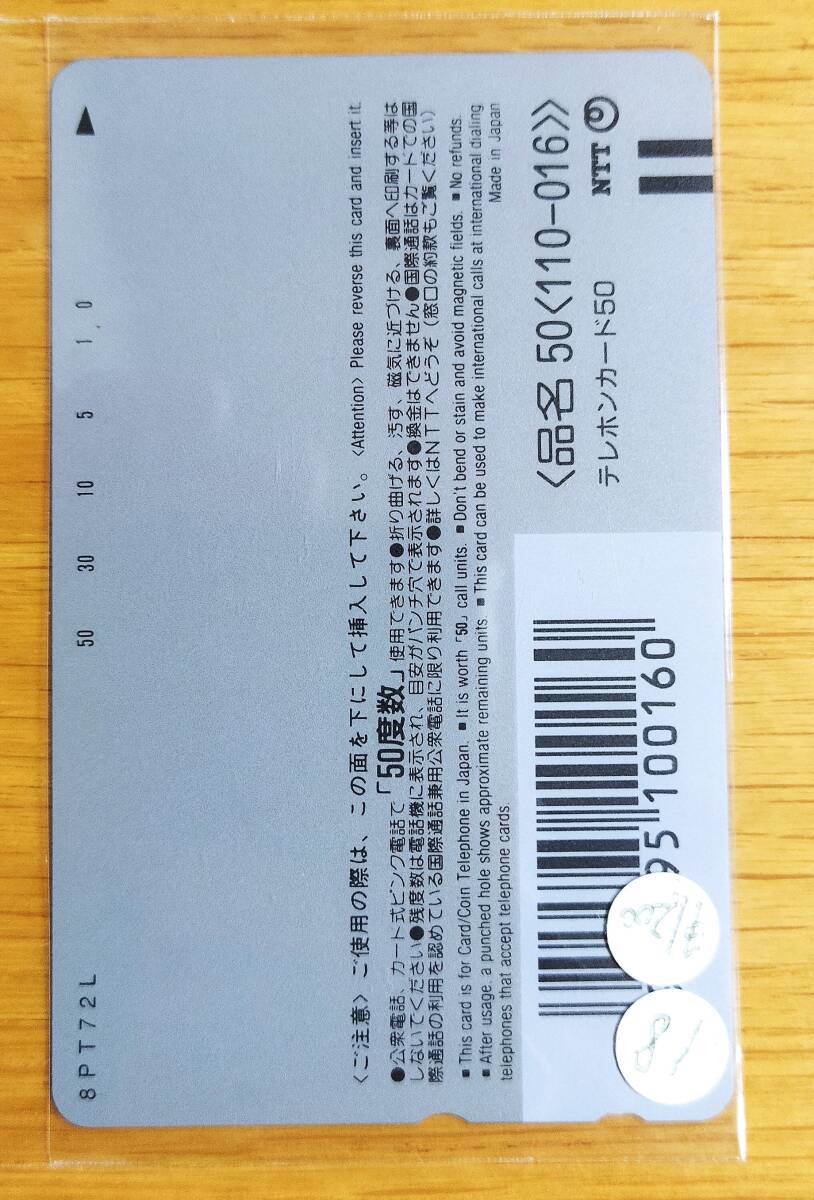 8PT72L
50 30 10 5 1 0
〈ご注意〉ご使用の際は、この面を下にして挿入して下さい。〈Attention〉Please reverse this card and insert it.
●公衆電話、カード式ピンク電話で「50度数」使用できます●折り曲げる、汚す、磁気に近づける、裏面へ印刷する等は
しないでください●残度数は電話機に表示され、目安がパンチ穴で表示されます●換金はできません●国際通話はカードでの国
際通話の利用を認めている国際通話兼用公衆電話に限り利用できます●詳しくはNTTへどうぞ（窓口の約款もご覧ください）
■This card is for Card/Coin Telephone in Japan. ■It is worth「50」call units. ■Don't bend or stain and avoid magnetic fields. ■No refunds.
■After usage, a punched hole shows approximate remaining units. ■This card can be used to make international calls at international dialing
telephones that accept telephone cards. Made in Japan
〈品名 50〈110-016〉〉
テレホンカード50
NTT
95100160
18